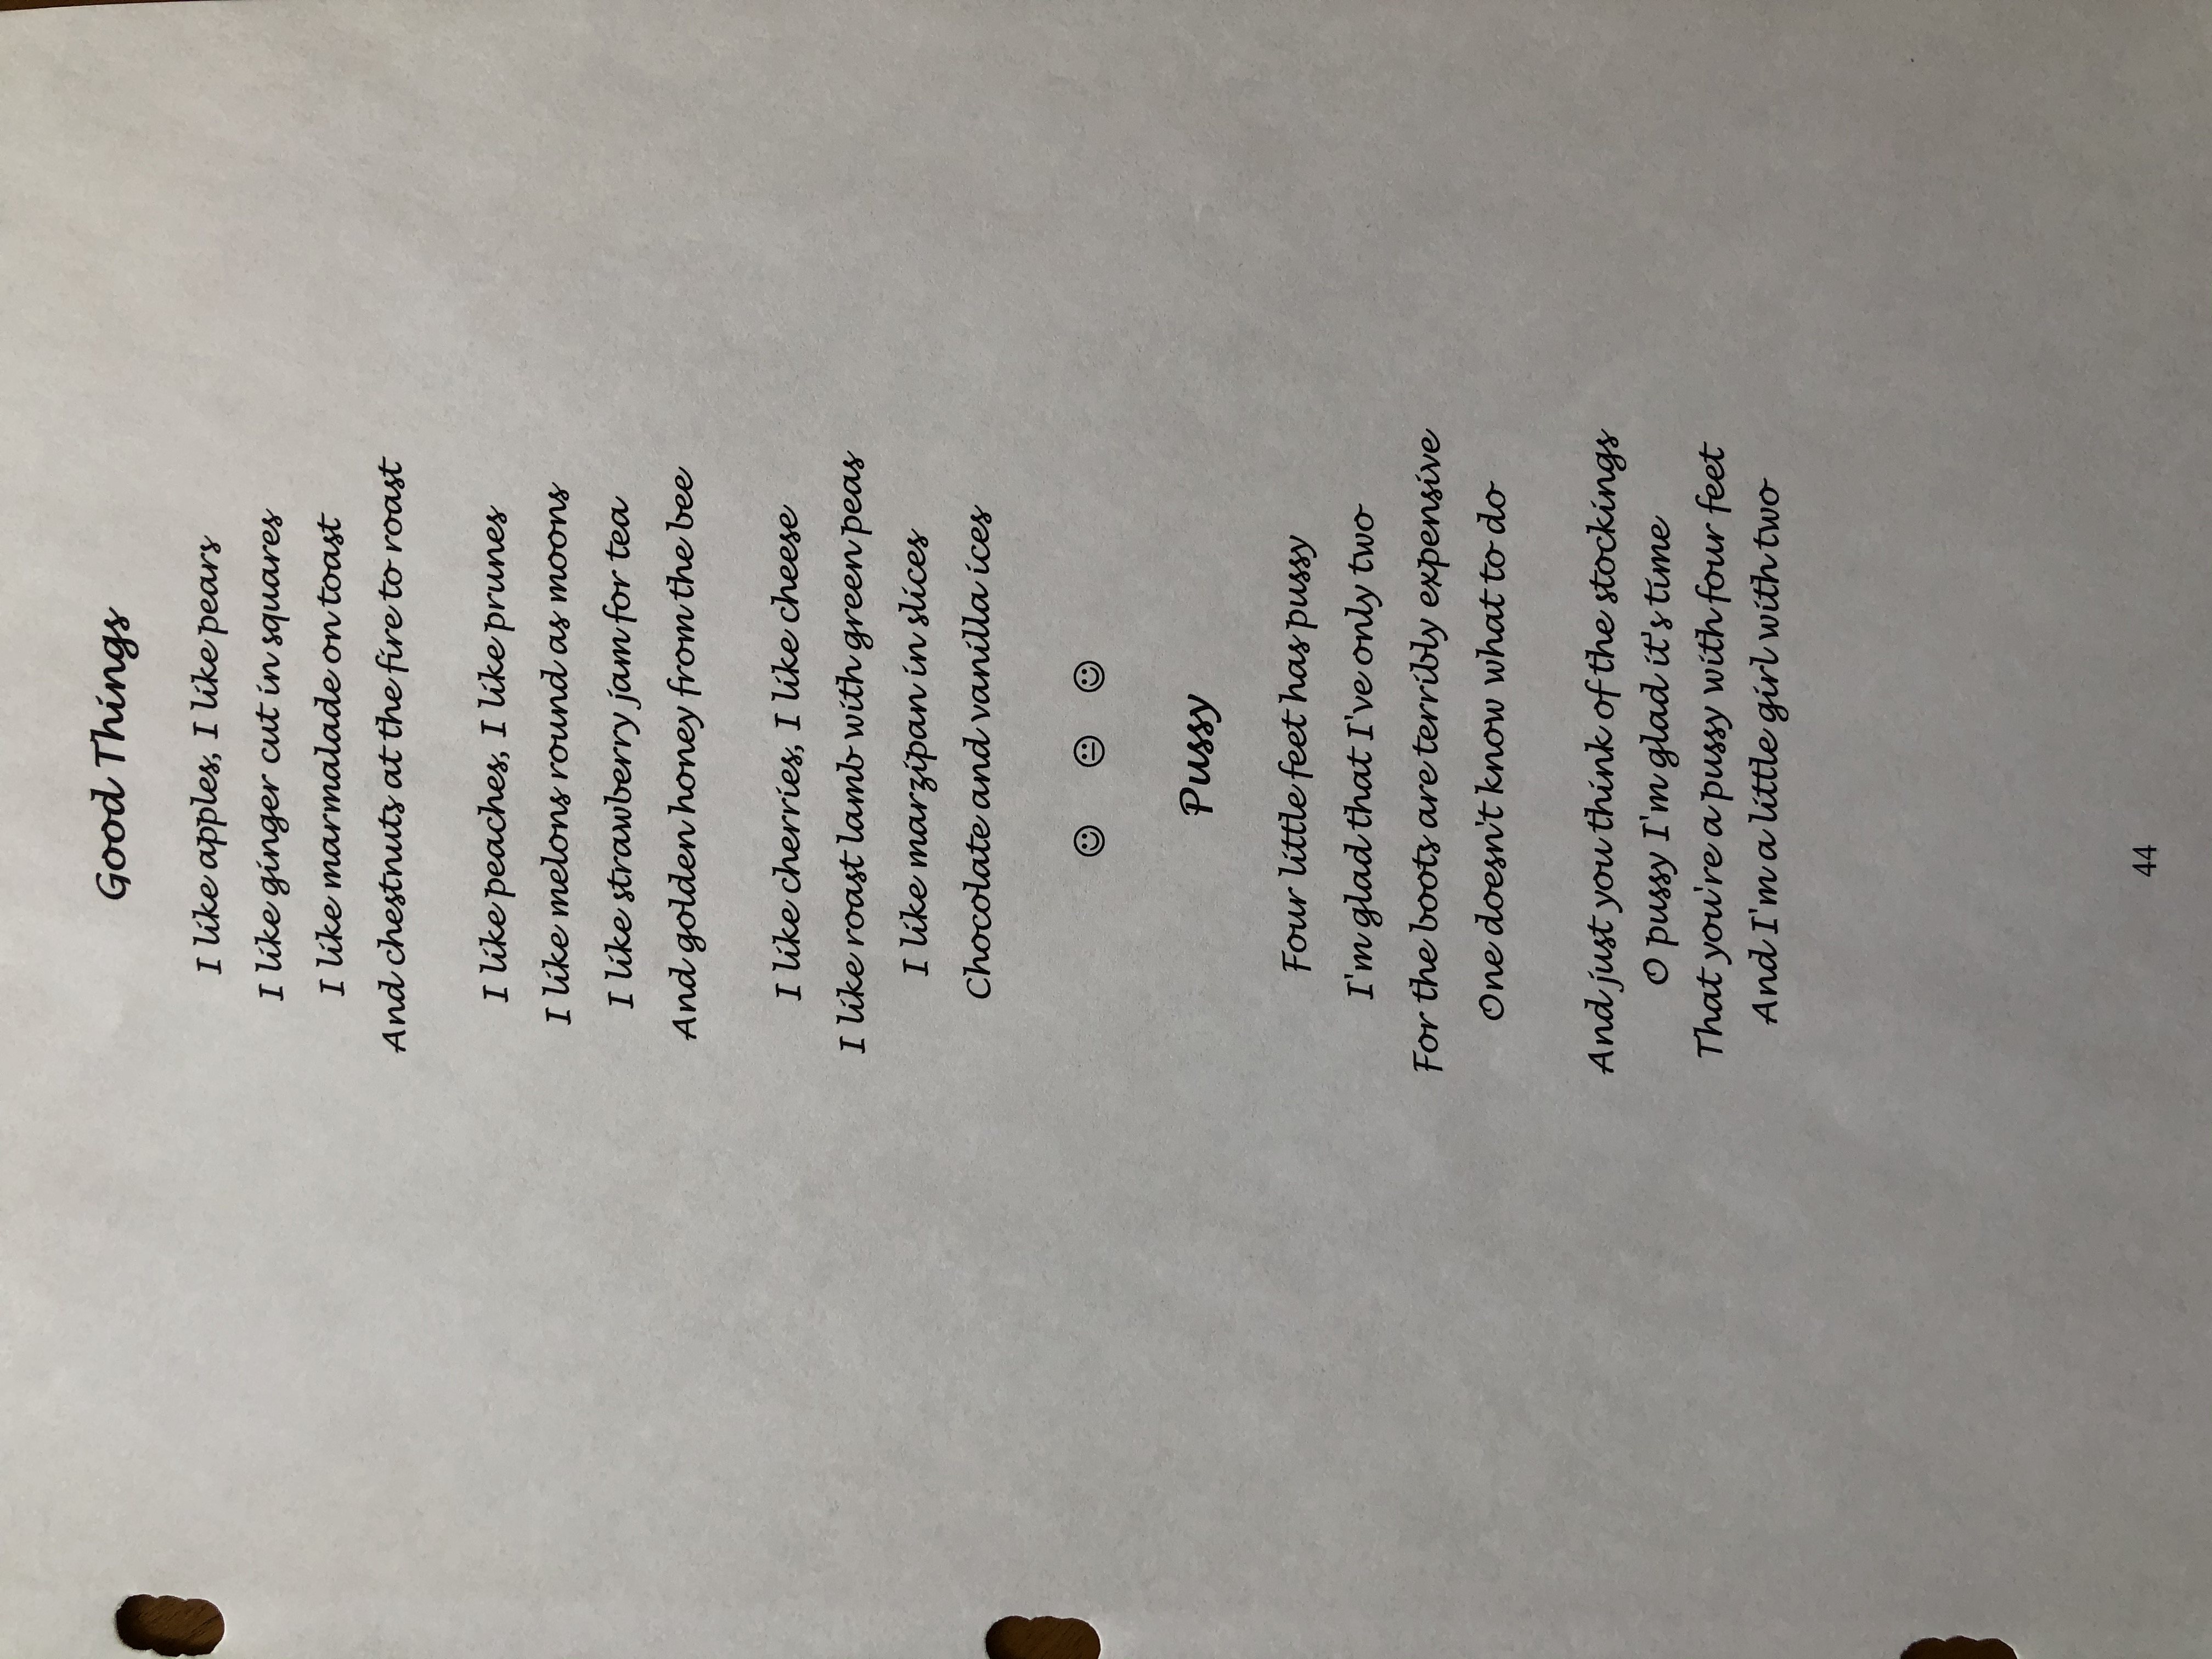 Good Things
I like apples, I like pears
I like ginger cut in squares
I like marmalade on toast
And chestnuts at the fire to roast
I like peaches, I like prunes
I like melons round as moons
I like strawberry jam for tea
And golden honey from the bee
I like cherries, I like cheese
I like roast lamb with green peas
I like marzipan in slices
Chocolate and vanilla ices
☺ 😐 ☺
Pussy
Four little feet has pussy
I'm glad that I've only two
For the boots are terribly expensive
One doesn't know what to do
And just you think of the stockings
O pussy I'm glad it's time
That you're a pussy with four feet
And I'm a little girl with two
44